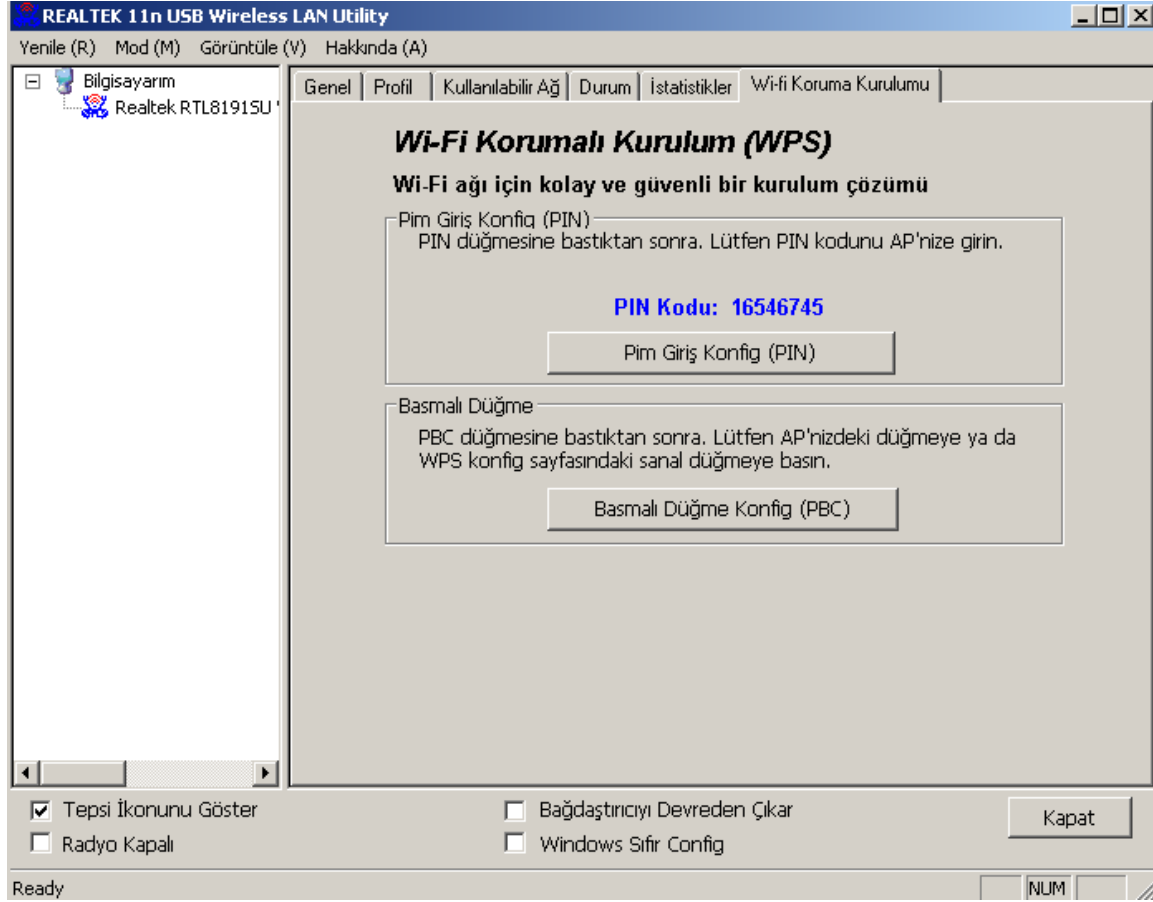 REALTEK 11n USB Wireless LAN Utility
Yenile (R) Mod (M) Görüntüle (V) Hakkında (A)
Bilgisayarım
Realtek RTL8191SU '
Genel Profil Kullanılabilir Ağ Durum İstatistikler Wi-fi Koruma Kurulumu
Wi-Fi Korumalı Kurulum (WPS)
Wi-Fi ağı için kolay ve güvenli bir kurulum çözümü
Pim Giriş Konfig (PIN)
PIN düğmesine bastıktan sonra. Lütfen PIN kodunu AP'nize girin.
PIN Kodu: 16546745
Pim Giriş Konfig (PIN)
Basmalı Düğme
PBC düğmesine bastıktan sonra. Lütfen AP'nizdeki düğmeye ya da
WPS konfig sayfasındaki sanal düğmeye basın.
Basmalı Düğme Konfig (PBC)
Tepsi İkonunu Göster
Bağdaştırıcıyı Devreden Çıkar
Kapat
Radyo Kapalı
Windows Sıfır Config
Ready
NUM